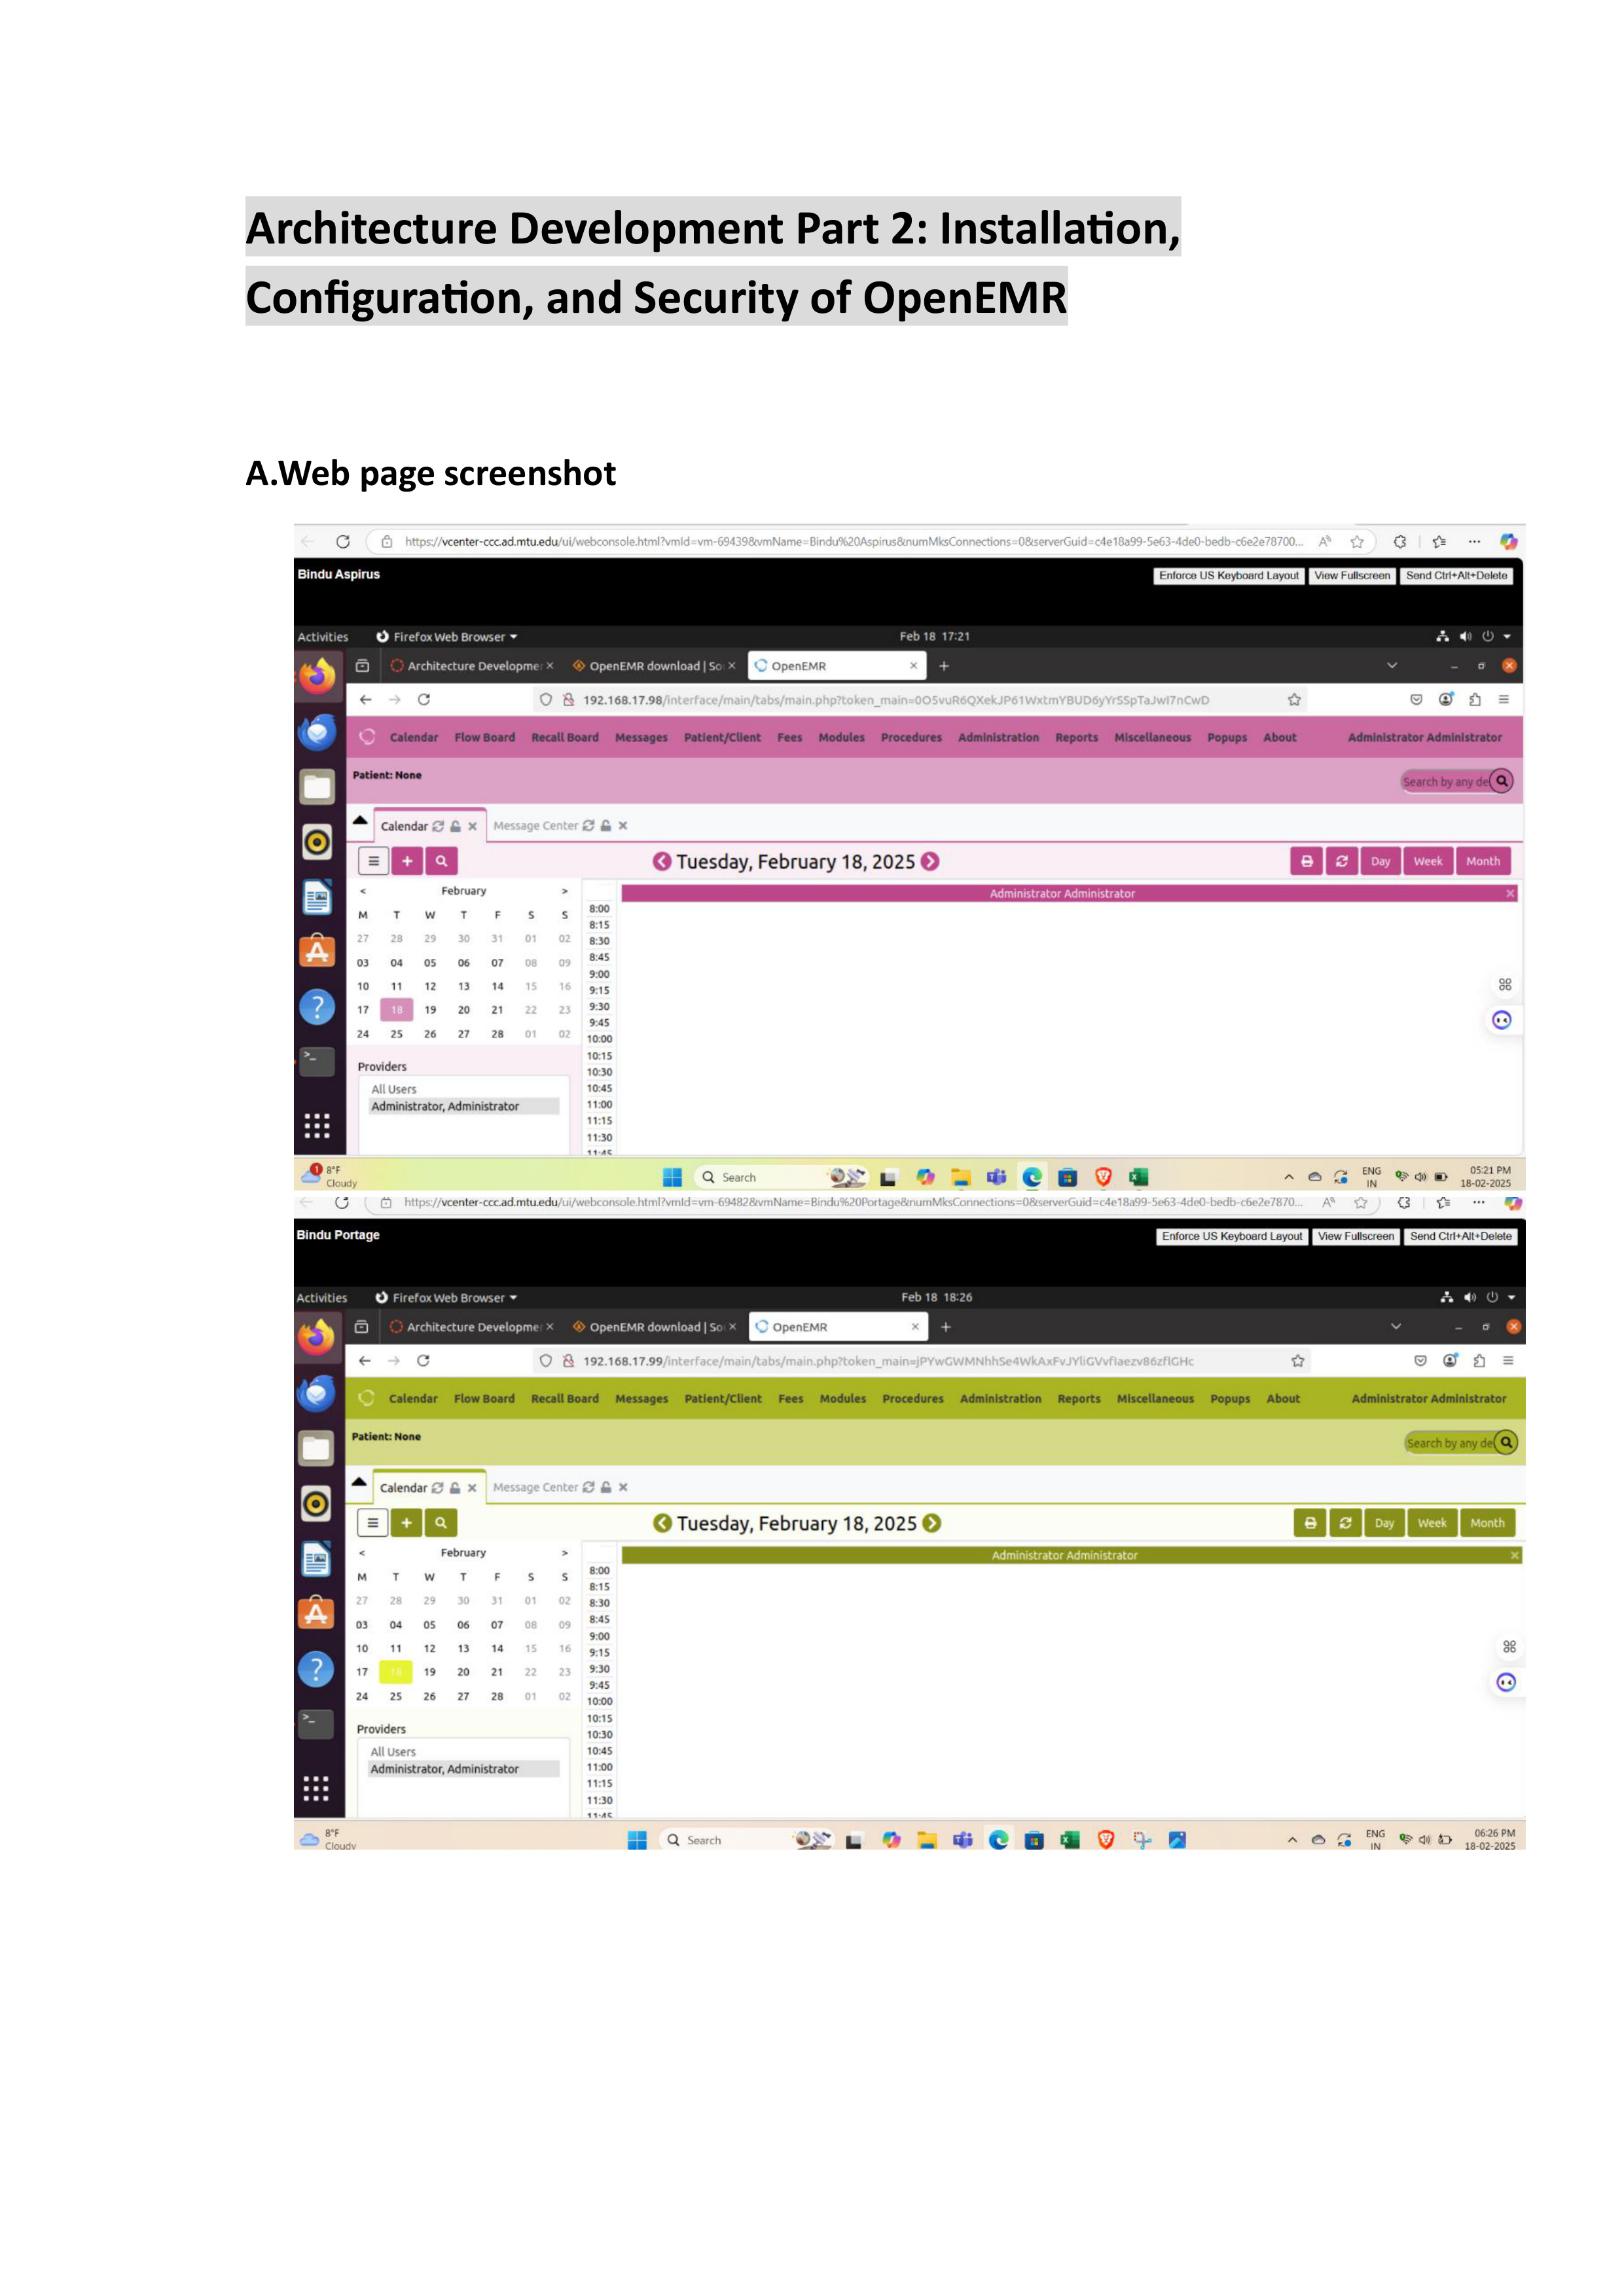 Architecture Development Part 2: Installation,
Configuration, and Security of OpenEMR
A.Web page screenshot
https://vcenter-ccc.ad.mtu.edu/ui/webconsole.html?vmId=vm-69439&vmName=Bindu%20Aspirus&numMksConnections=0&serverGuid=c4e18a99-5e63-4de0-bedb-c6e2e78700...
Bindu Aspirus Enforce US Keyboard Layout View Fullscreen Send Ctrl+Alt+Delete
Activities Firefox Web Browser Feb 18 17:21
Architecture Developme OpenEMR download | So OpenEMR
192.168.17.98/interface/main/tabs/main.php?token_main=0O5vuR6QXekJP61WxtmYBUD6yYrSSpTaJwI7nCwD
Calendar Flow Board Recall Board Messages Patient/Client Fees Modules Procedures Administration Reports Miscellaneous Popups About Administrator Administrator
Patient: None
Search by any de
Calendar Message Center
Tuesday, February 18, 2025 Day Week Month
< February >
Administrator Administrator
M T W T F S S
27 28 29 30 31 01 02
03 04 05 06 07 08 09
10 11 12 13 14 15 16
17 18 19 20 21 22 23
24 25 26 27 28 01 02
Providers
All Users
Administrator, Administrator
8:00
8:15
8:30
8:45
9:00
9:15
9:30
9:45
10:00
10:15
10:30
10:45
11:00
11:15
11:30
11:45
1
8°F
Cloudy
Search
ENG
IN
05:21 PM
18-02-2025
https://vcenter-ccc.ad.mtu.edu/ui/webconsole.html?vmId=vm-69482&vmName=Bindu%20Portage&numMksConnections=0&serverGuid=c4e18a99-5e63-4de0-bedb-c6e2e7870...
Bindu Portage Enforce US Keyboard Layout View Fullscreen Send Ctrl+Alt+Delete
Activities Firefox Web Browser Feb 18 18:26
Architecture Developme OpenEMR download | So OpenEMR
192.168.17.99/interface/main/tabs/main.php?token_main=jPYwGWMNhhSe4WkAxFvJYliGVvfIaezv86zfIGHc
Calendar Flow Board Recall Board Messages Patient/Client Fees Modules Procedures Administration Reports Miscellaneous Popups About Administrator Administrator
Patient: None
Search by any de
Calendar Message Center
Tuesday, February 18, 2025 Day Week Month
< February >
Administrator Administrator
M T W T F S S
27 28 29 30 31 01 02
03 04 05 06 07 08 09
10 11 12 13 14 15 16
17 18 19 20 21 22 23
24 25 26 27 28 01 02
Providers
All Users
Administrator, Administrator
8:00
8:15
8:30
8:45
9:00
9:15
9:30
9:45
10:00
10:15
10:30
10:45
11:00
11:15
11:30
11:45
8°F
Cloudy
Search
ENG
IN
06:26 PM
18-02-2025